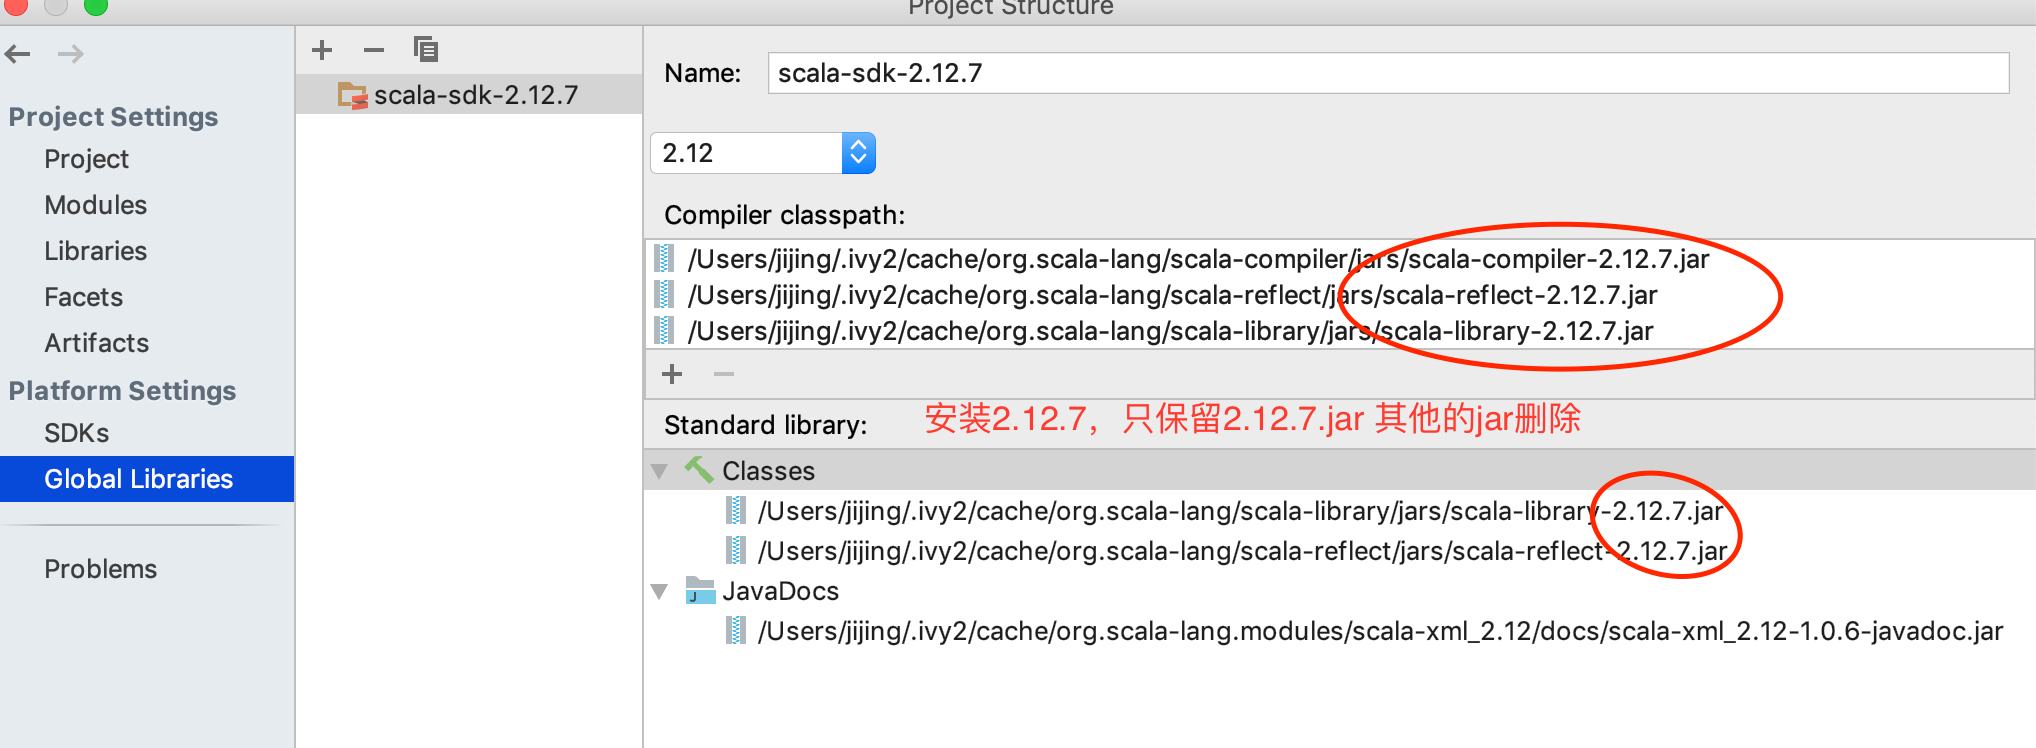 Project Structure
Project Settings
Project
Modules
Libraries
Facets
Artifacts
Platform Settings
SDKs
Global Libraries
Problems
scala-sdk-2.12.7
Name: scala-sdk-2.12.7
2.12
Compiler classpath:
/Users/jijing/.ivy2/cache/org.scala-lang/scala-compiler/jars/scala-compiler-2.12.7.jar
/Users/jijing/.ivy2/cache/org.scala-lang/scala-reflect/jars/scala-reflect-2.12.7.jar
/Users/jijing/.ivy2/cache/org.scala-lang/scala-library/jars/scala-library-2.12.7.jar
Standard library: 安装2.12.7，只保留2.12.7.jar 其他的jar删除
Classes
/Users/jijing/.ivy2/cache/org.scala-lang/scala-library/jars/scala-library-2.12.7.jar
/Users/jijing/.ivy2/cache/org.scala-lang/scala-reflect/jars/scala-reflect-2.12.7.jar
JavaDocs
/Users/jijing/.ivy2/cache/org.scala-lang.modules/scala-xml_2.12/docs/scala-xml_2.12-1.0.6-javadoc.jar